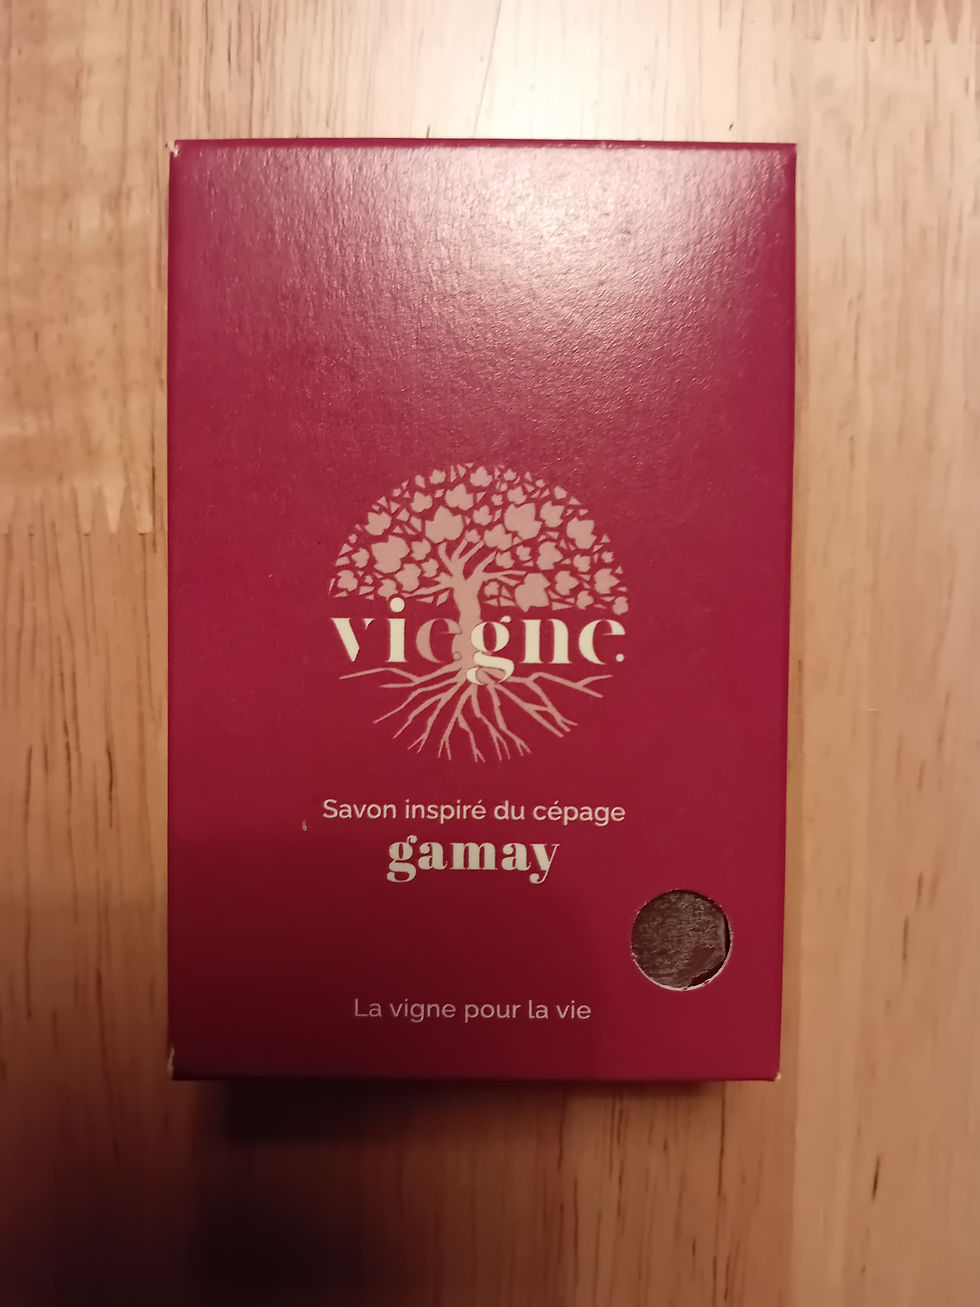 viegne.
Savon inspiré du cépage
gamay
La vigne pour la vie